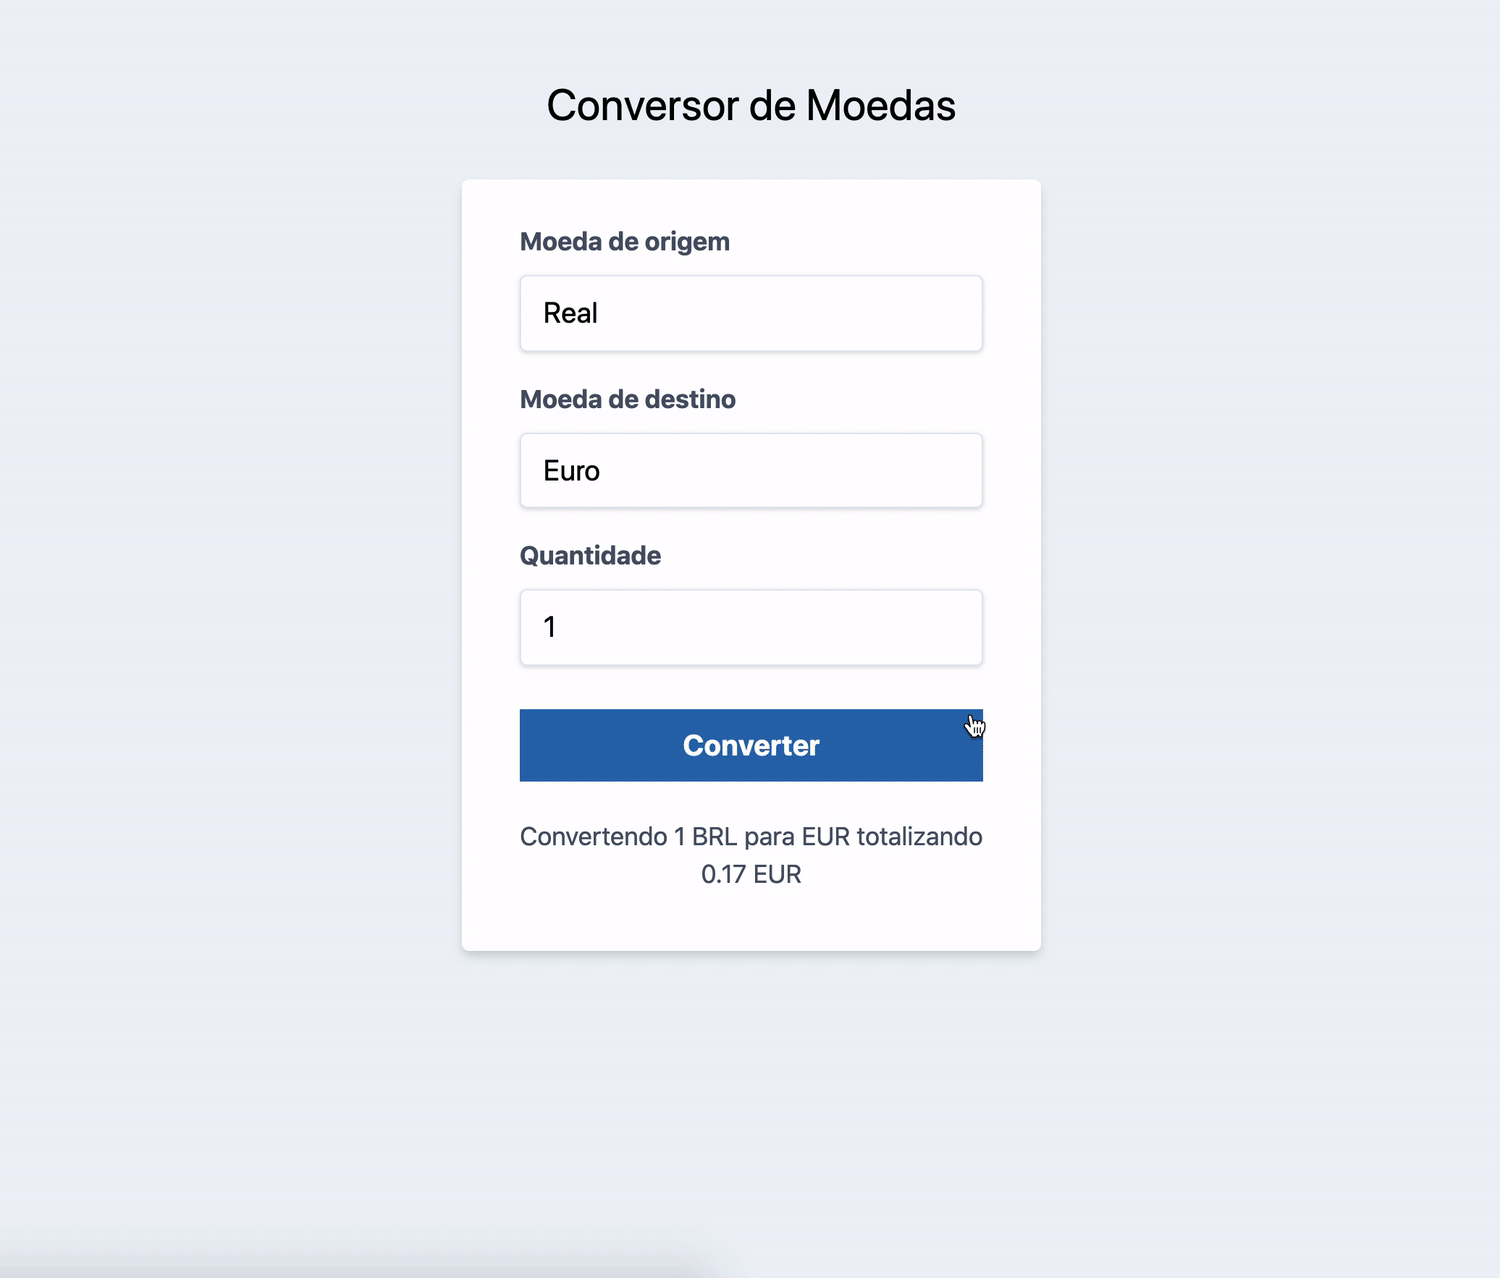 Conversor de Moedas
Moeda de origem
Real
Moeda de destino
Euro
Quantidade
1
Converter
Convertendo 1 BRL para EUR totalizando
0.17 EUR